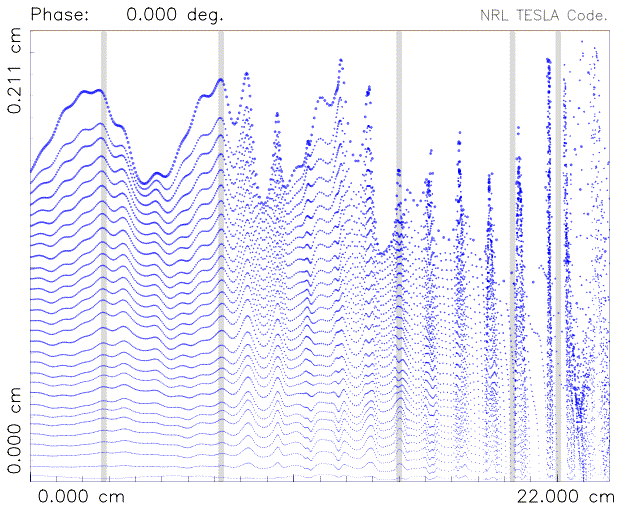 Phase: 0.000 deg.
NRL TESLA Code.
0.211 cm
0.000 cm
0.000 cm
22.000 cm